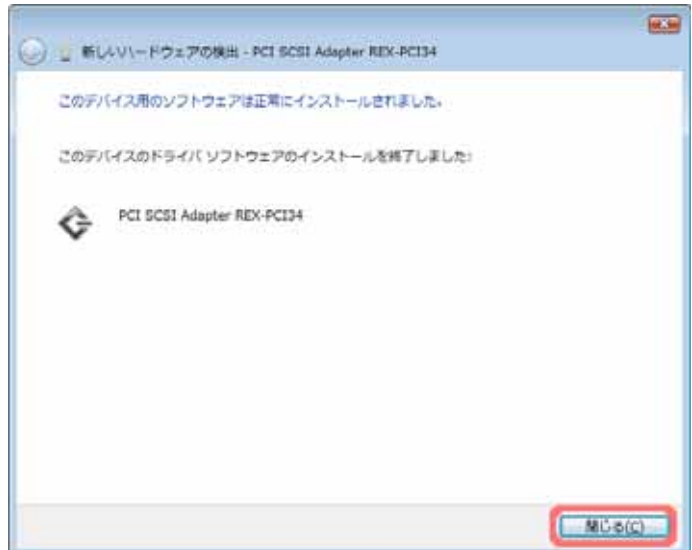 新しいハードウェアの検出 - PCI SCSI Adapter REX-PCI34
このデバイス用のソフトウェアは正常にインストールされました。
このデバイスのドライバ ソフトウェアのインストールを終了しました:
PCI SCSI Adapter REX-PCI34
閉じる(C)